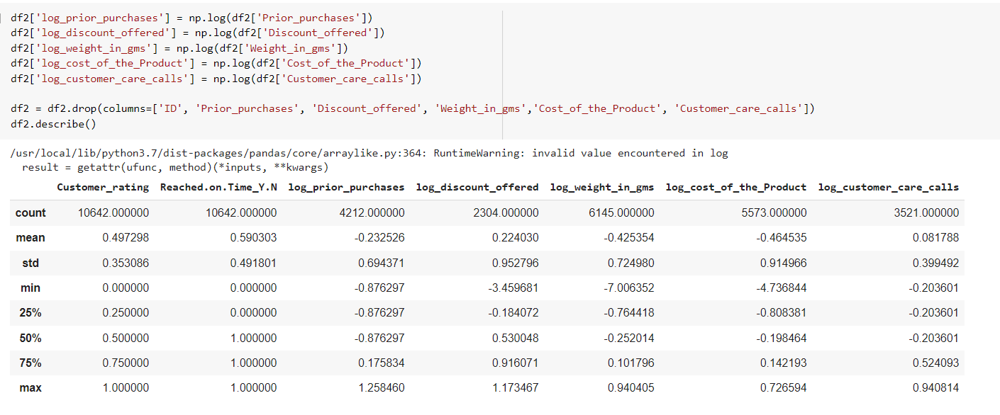 df2['log_prior_purchases'] = np.log(df2['Prior_purchases'])
df2['log_discount_offered'] = np.log(df2['Discount_offered'])
df2['log_weight_in_gms'] = np.log(df2['Weight_in_gms'])
df2['log_cost_of_the_Product'] = np.log(df2['Cost_of_the_Product'])
df2['log_customer_care_calls'] = np.log(df2['Customer_care_calls'])
df2 = df2.drop(columns=['ID', 'Prior_purchases', 'Discount_offered', 'Weight_in_gms','Cost_of_the_Product', 'Customer_care_calls'])
df2.describe()
/usr/local/lib/python3.7/dist-packages/pandas/core/arraylike.py:364: RuntimeWarning: invalid value encountered in log
result = getattr(ufunc, method)(*inputs, **kwargs)
Customer_rating Reached.on.Time_Y.N log_prior_purchases log_discount_offered log_weight_in_gms log_cost_of_the_Product log_customer_care_calls
count 10642.000000 10642.000000 4212.000000 2304.000000 6145.000000 5573.000000 3521.000000
mean 0.497298 0.590303 -0.232526 0.224030 -0.425354 -0.464535 0.081788
std 0.353086 0.491801 0.694371 0.952796 0.724980 0.914966 0.399492
min 0.000000 0.000000 -0.876297 -3.459681 -7.006352 -4.736844 -0.203601
25% 0.250000 0.000000 -0.876297 -0.184072 -0.764418 -0.808381 -0.203601
50% 0.500000 1.000000 -0.876297 0.530048 -0.252014 -0.198464 -0.203601
75% 0.750000 1.000000 0.175834 0.916071 0.101796 0.142193 0.524093
max 1.000000 1.000000 1.258460 1.173467 0.940405 0.726594 0.940814